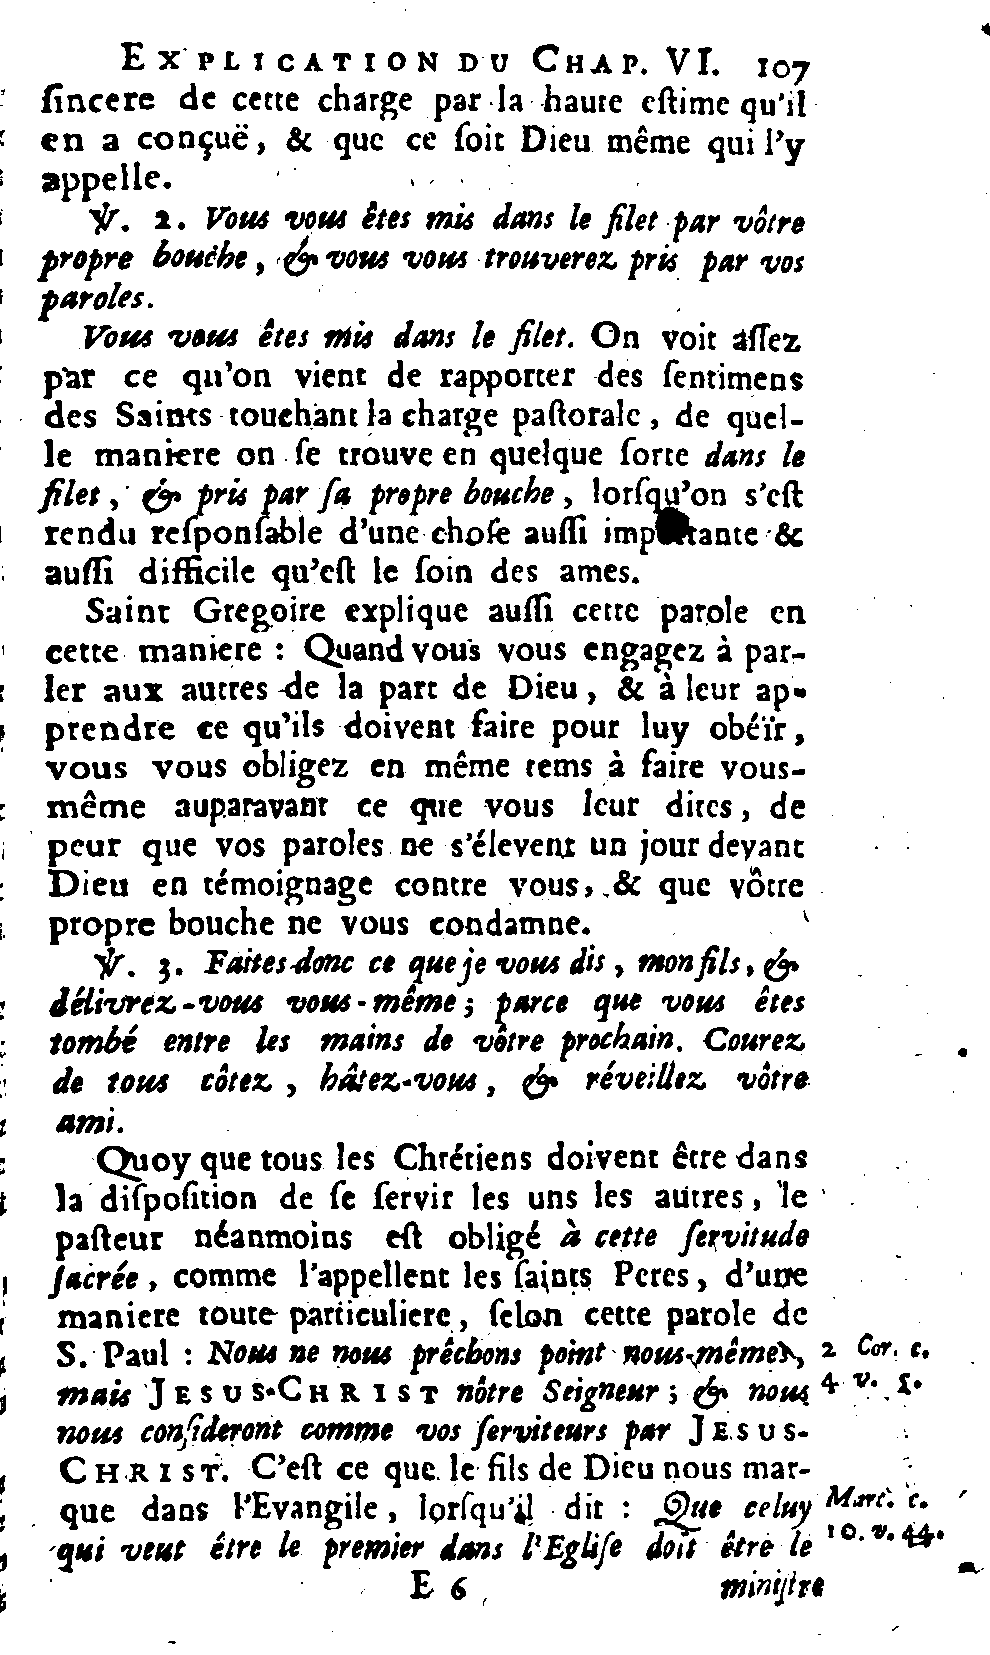 EXPLICATION DU CHAP. VI. 107
ſincere de cette charge par la haute eſtime qu'il
en a conçuë, & que ce ſoit Dieu même qui l'y
appelle.
℣. 2. Vous vous êtes mis dans le filet par vôtre
propre bouche, & vous vous trouverez pris par vos
paroles.
Vous vous êtes mis dans le filet. On voit aſſez
par ce qu'on vient de rapporter des ſentimens
des Saints touchant la charge paſtorale, de quel-
le maniere on ſe trouve en quelque ſorte dans le
filet, & pris par ſa propre bouche, lorſqu'on s'eſt
rendu reſponſable d'une choſe auſſi importante &
auſſi difficile qu'eſt le ſoin des ames.
Saint Gregoire explique auſſi cette parole en
cette maniere : Quand vous vous engagez à par-
ler aux autres de la part de Dieu, & à leur ap-
prendre ce qu'ils doivent faire pour luy obéïr,
vous vous obligez en même tems à faire vous-
même auparavant ce que vous leur dites, de
peur que vos paroles ne s'élevent un jour devant
Dieu en témoignage contre vous, & que vôtre
propre bouche ne vous condamne.
℣. 3. Faites donc ce que je vous dis, mon fils, &
délivrez-vous vous-même ; parce que vous êtes
tombé entre les mains de vôtre prochain. Courez
de tous côtez, hâtez-vous, & réveillez vôtre
ami.
Quoy que tous les Chrétiens doivent être dans
la diſpoſition de ſe ſervir les uns les autres, le
paſteur néanmoins eſt obligé à cette ſervitude
ſacrée, comme l'appellent les ſaints Peres, d'une
maniere toute particuliere, ſelon cette parole de
S. Paul : Nous ne nous prêchons point nous-mêmes, 2 Cor. c.
mais JESUS-CHRIST nôtre Seigneur ; & nous 4 v. 5.
nous conſideront comme vos ſerviteurs par JESUS-
CHRIST. C'eſt ce que le fils de Dieu nous mar-
que dans l'Evangile, lorſqu'il dit : Que celuy Marc. c.
qui veut être le premier dans l'Egliſe doit être le 10. v. 44.
E 6 miniſtre